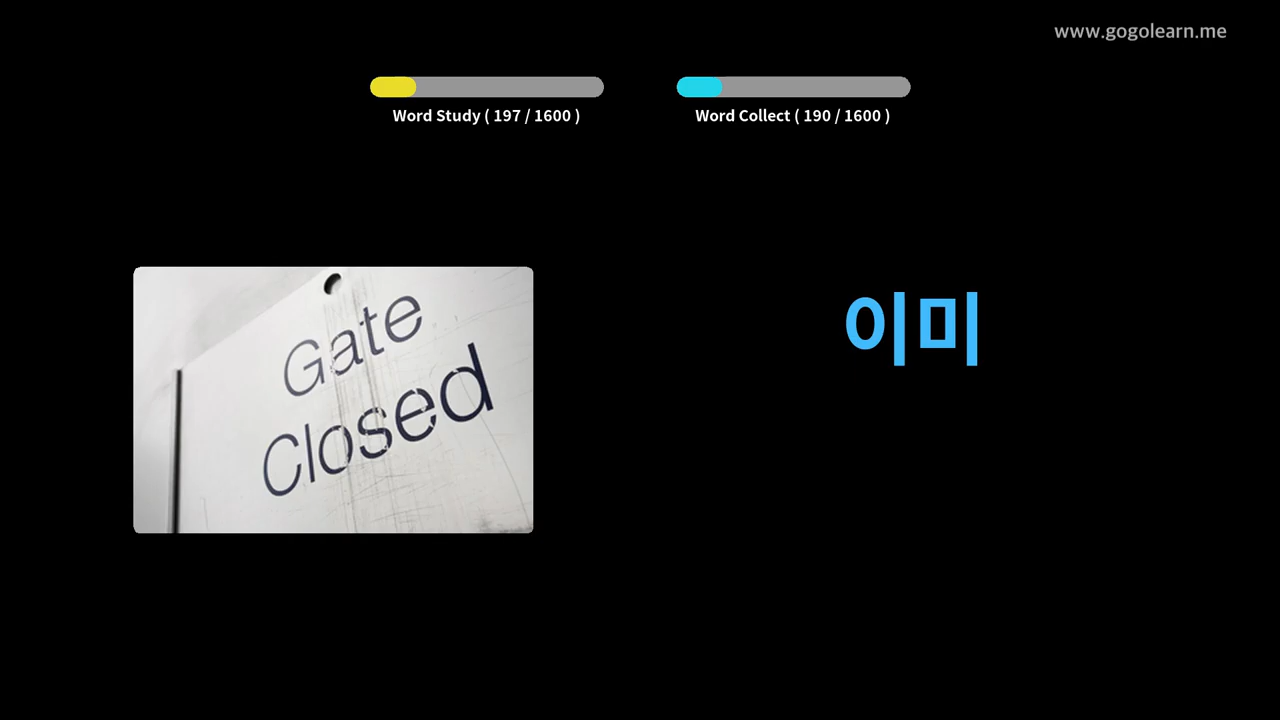 www.gogolearn.me
Word Study ( 197 / 1600 )
Word Collect ( 190 / 1600 )
Gate
Closed
이미